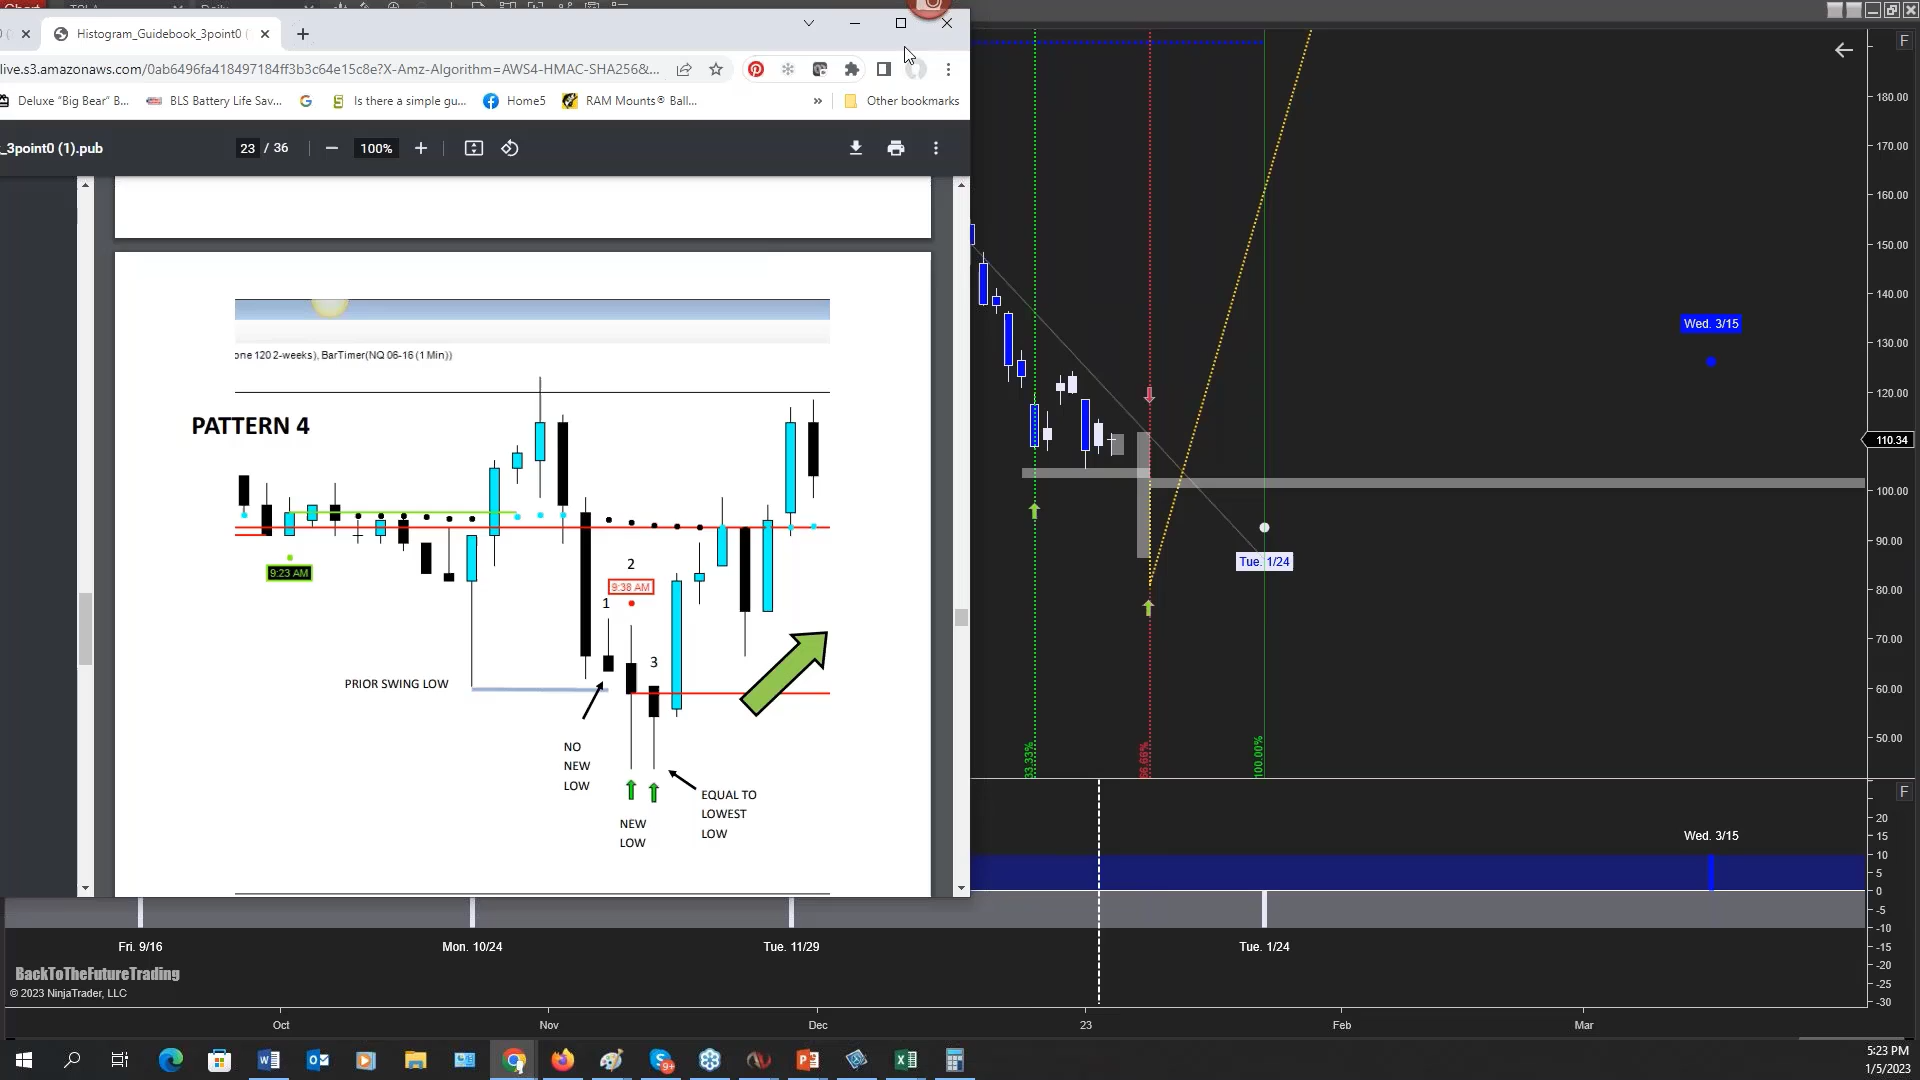 Histogram_Guidebook_3point0 (
live.s3.amazonaws.com/0ab6496fa418497184ff3b3c64e15c8e?X-Amz-Algorithm=AWS4-HMAC-SHA256&...
Deluxe "Big Bear" B...
BLS Battery Life Sav...
Is there a simple gu...
Home5
RAM Mounts® Ball...
»
Other bookmarks
_3point0 (1).pub
23 / 36
100%
one 120 2-weeks), BarTimer(NQ 06-16 (1 Min))
PATTERN 4
9:23 AM
2
9:38 AM
1
3
PRIOR SWING LOW
NO
NEW
LOW
NEW
LOW
EQUAL TO
LOWEST
LOW
F
180.00
170.00
160.00
150.00
140.00
130.00
120.00
110.34
100.00
90.00
80.00
70.00
60.00
50.00
Wed. 3/15
Tue. 1/24
33.33%
66.66%
100.00%
F
20
15
10
5
0
-5
-10
-15
-20
-25
-30
Wed. 3/15
Fri. 9/16
Mon. 10/24
Tue. 11/29
Tue. 1/24
BackToTheFutureTrading
© 2023 NinjaTrader, LLC
Oct
Nov
Dec
23
Feb
Mar
9+
5:23 PM
1/5/2023